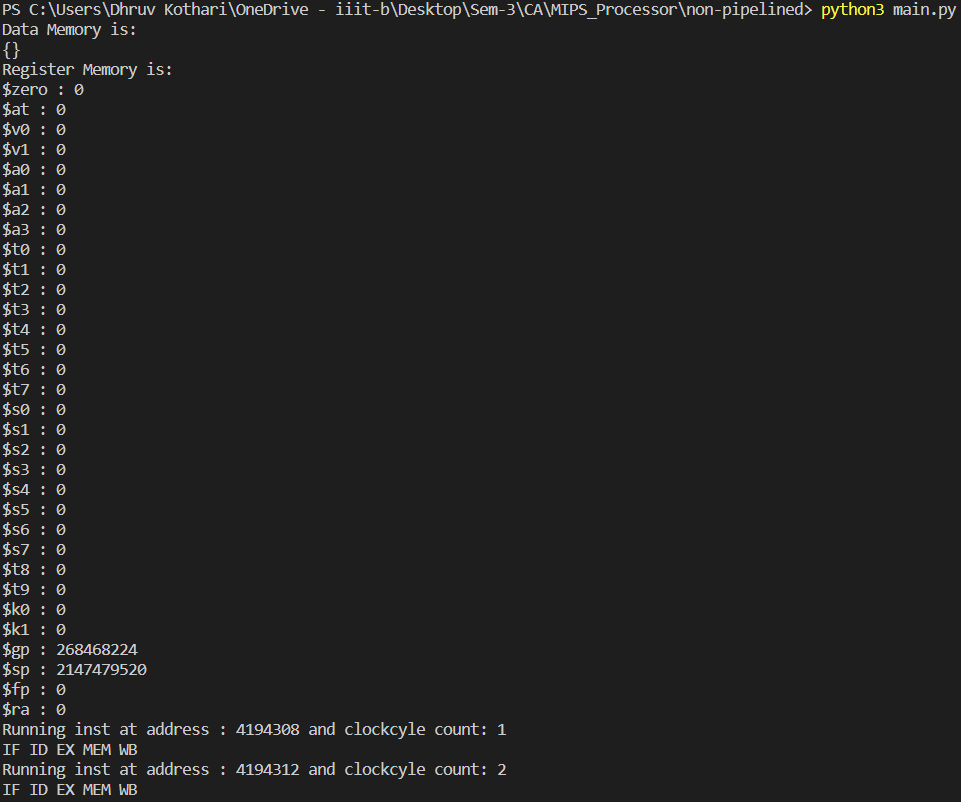 PS C:\Users\Dhruv Kothari\OneDrive - iiit-b\Desktop\Sem-3\CA\MIPS_Processor\non-pipelined> python3 main.py
Data Memory is:
{}
Register Memory is:
$zero : 0
$at : 0
$v0 : 0
$v1 : 0
$a0 : 0
$a1 : 0
$a2 : 0
$a3 : 0
$t0 : 0
$t1 : 0
$t2 : 0
$t3 : 0
$t4 : 0
$t5 : 0
$t6 : 0
$t7 : 0
$s0 : 0
$s1 : 0
$s2 : 0
$s3 : 0
$s4 : 0
$s5 : 0
$s6 : 0
$s7 : 0
$t8 : 0
$t9 : 0
$k0 : 0
$k1 : 0
$gp : 268468224
$sp : 2147479520
$fp : 0
$ra : 0
Running inst at address : 4194308 and clockcyle count: 1
IF ID EX MEM WB
Running inst at address : 4194312 and clockcyle count: 2
IF ID EX MEM WB